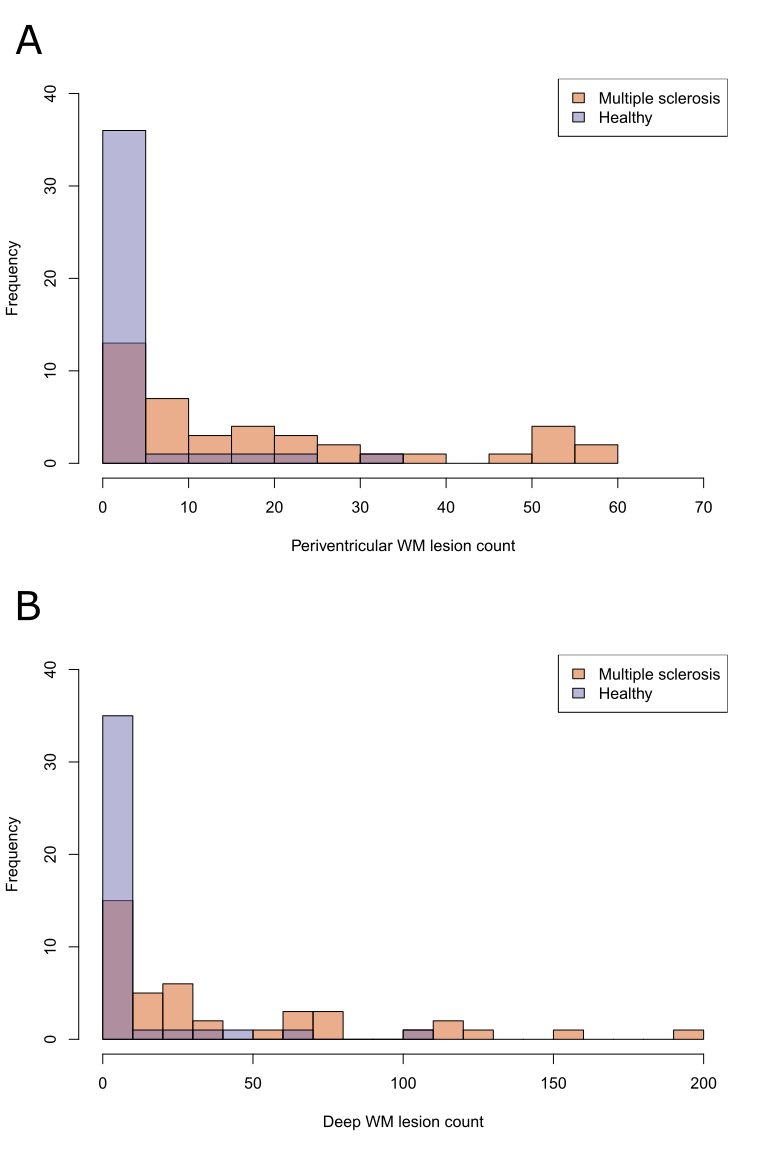 A
Multiple sclerosis
Healthy
40
30
20
10
0
Frequency
0 10 20 30 40 50 60 70
Periventricular WM lesion count
B
Multiple sclerosis
Healthy
40
30
20
10
0
Frequency
0 50 100 150 200
Deep WM lesion count